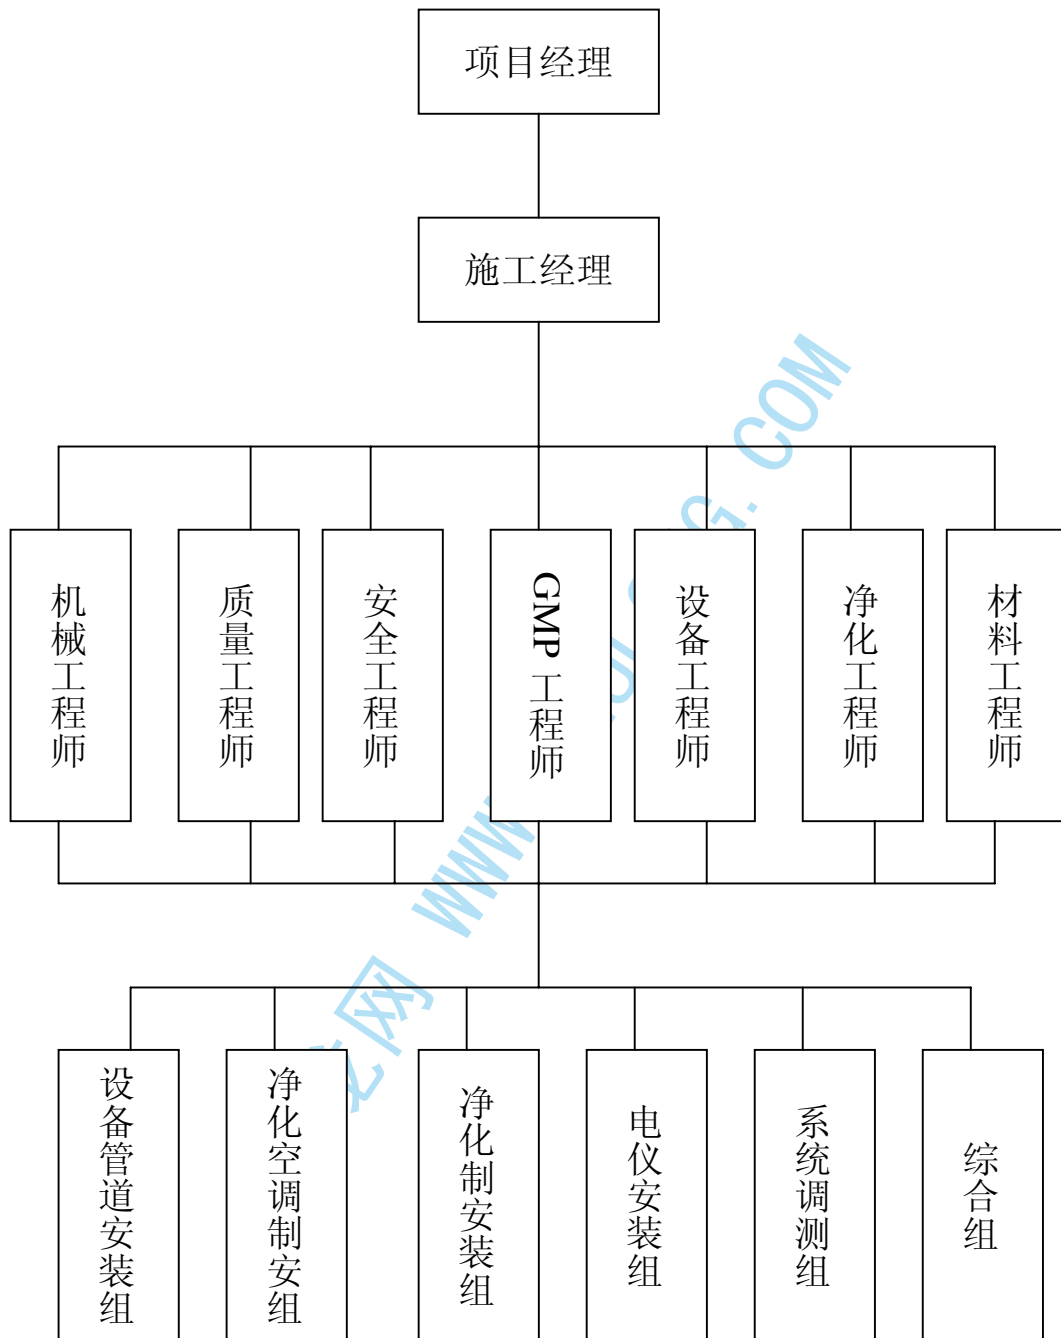 项目经理
施工经理
机械工程师
质量工程师
安全工程师
GMP 工程师
设备工程师
净化工程师
材料工程师
设备管道安装组
净化空调制安组
净化制安装组
电仪安装组
系统调测组
综合组